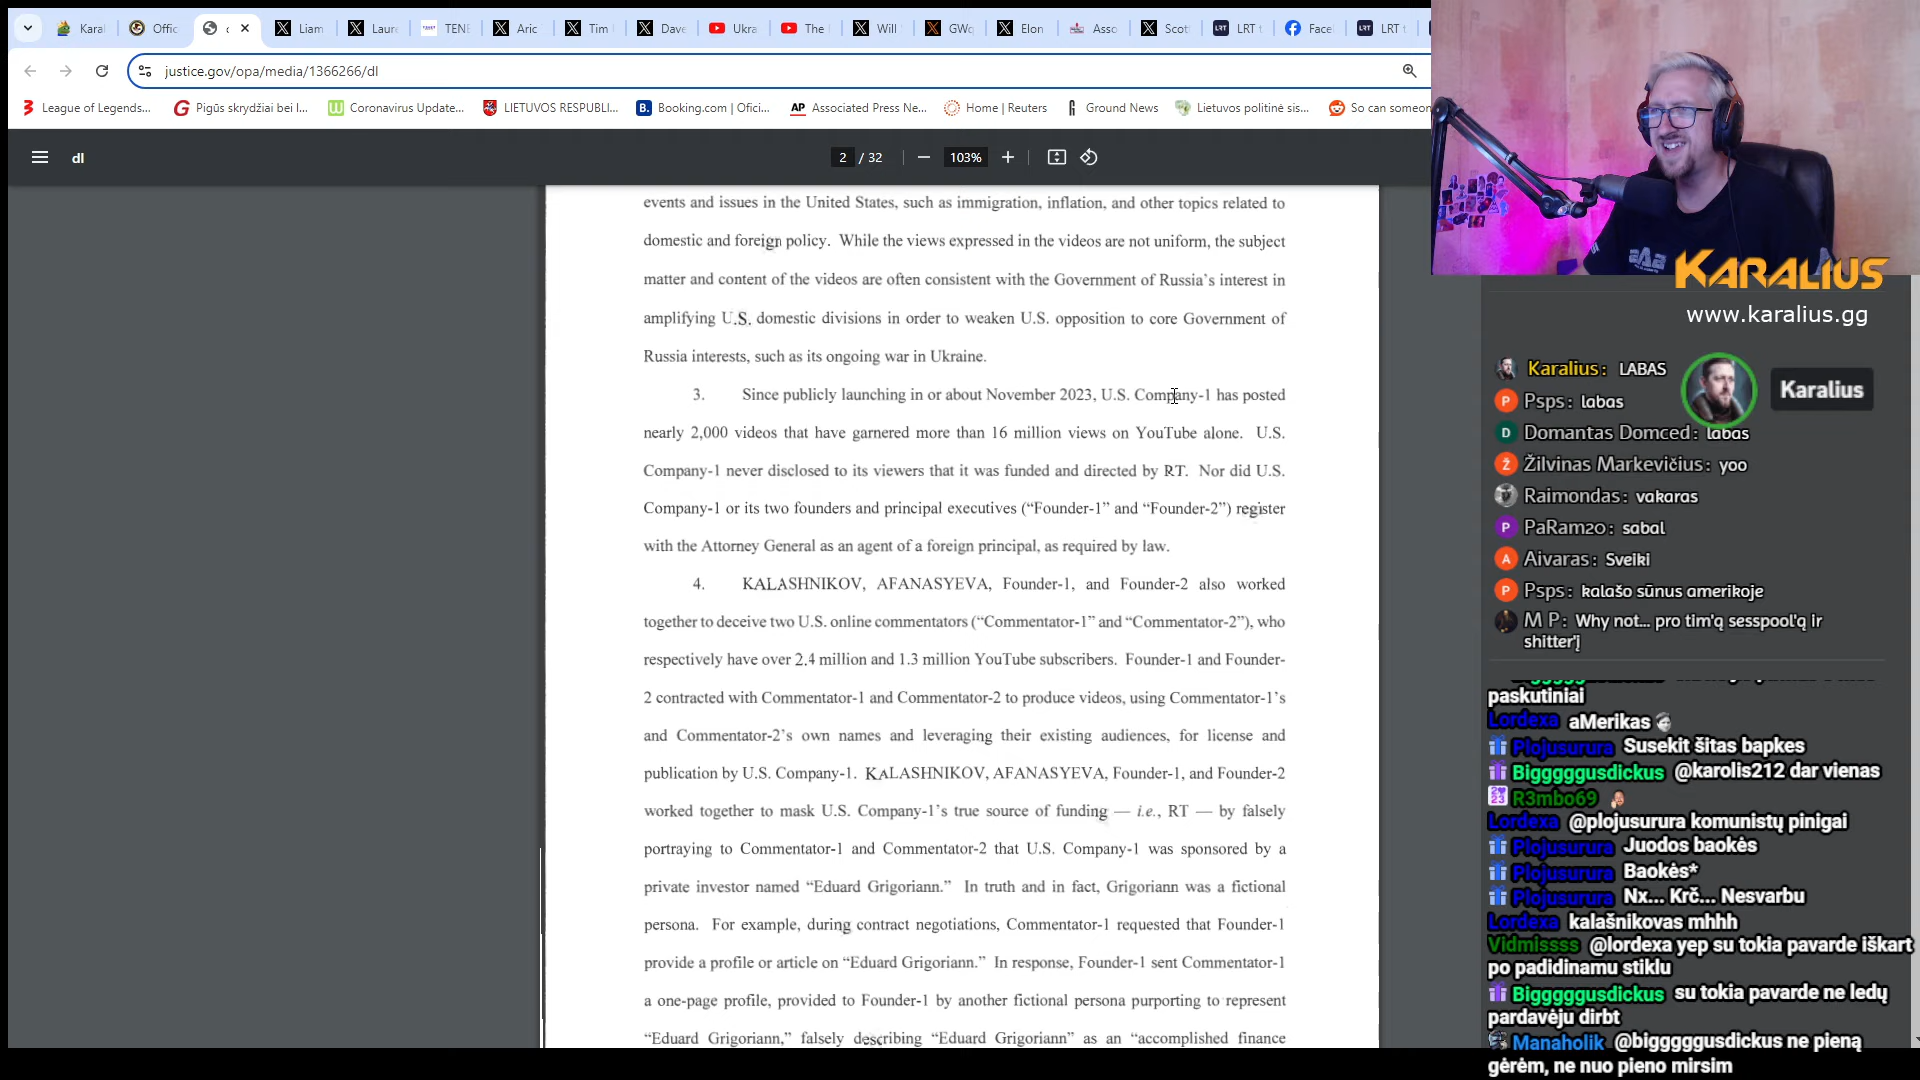 Karal
Offic
Liam
Laure
TENE
Aric
Tim
Dave
Ukra
The
Will
GWq
Elon
Asso
Scot
LRT
Face
LRT
justice.gov/opa/media/1366266/dl
League of Legends...
Pigūs skrydžiai bei l...
Coronavirus Update...
LIETUVOS RESPUBLI...
Booking.com | Ofici...
Associated Press Ne...
Home | Reuters
Ground News
Lietuvos politinė sis...
So can someon
dl
2 / 32
103%
events and issues in the United States, such as immigration, inflation, and other topics related to
domestic and foreign policy. While the views expressed in the videos are not uniform, the subject
matter and content of the videos are often consistent with the Government of Russia's interest in
amplifying U.S. domestic divisions in order to weaken U.S. opposition to core Government of
Russia interests, such as its ongoing war in Ukraine.
3. Since publicly launching in or about November 2023, U.S. Company-1 has posted
nearly 2,000 videos that have garnered more than 16 million views on YouTube alone. U.S.
Company-1 never disclosed to its viewers that it was funded and directed by RT. Nor did U.S.
Company-1 or its two founders and principal executives (“Founder-1” and “Founder-2”) register
with the Attorney General as an agent of a foreign principal, as required by law.
4. KALASHNIKOV, AFANASYEVA, Founder-1, and Founder-2 also worked
together to deceive two U.S. online commentators (“Commentator-1” and “Commentator-2”), who
respectively have over 2.4 million and 1.3 million YouTube subscribers. Founder-1 and Founder-
2 contracted with Commentator-1 and Commentator-2 to produce videos, using Commentator-1's
and Commentator-2's own names and leveraging their existing audiences, for license and
publication by U.S. Company-1. KALASHNIKOV, AFANASYEVA, Founder-1, and Founder-2
worked together to mask U.S. Company-1's true source of funding — i.e., RT — by falsely
portraying to Commentator-1 and Commentator-2 that U.S. Company-1 was sponsored by a
private investor named “Eduard Grigoriann.” In truth and in fact, Grigoriann was a fictional
persona. For example, during contract negotiations, Commentator-1 requested that Founder-1
provide a profile or article on “Eduard Grigoriann.” In response, Founder-1 sent Commentator-1
a one-page profile, provided to Founder-1 by another fictional persona purporting to represent
“Eduard Grigoriann,” falsely describing “Eduard Grigoriann” as an “accomplished finance
KARALIUS
www.karalius.gg
Karalius
Karalius: LABAS
Psps: labas
Domantas Domced: labas
Žilvinas Markevičius: yoo
Raimondas: vakaras
PaRam20: sabal
Aivaras: Sveiki
Psps: kalašo sūnus amerikoje
M P: Why not... pro tim'ą sesspool'ą ir
shitter'į
paskutiniai
Lordexa aMerikas
Plojusurura Susekit šitas bapkes
Bigggggusdickus @karolis212 dar vienas
R3mbo69
Lordexa @plojusurura komunistų pinigai
Plojusurura Juodos baokės
Plojusurura Baokės*
Plojusurura Nx... Krč... Nesvarbu
Lordexa kalašnikovas mhhh
Vidmissss @lordexa yep su tokia pavarde iškart
po padidinamu stiklu
Bigggggusdickus su tokia pavarde ne ledų
pardavėju dirbt
Manaholik @bigggggusdickus ne pieną
gėrėm, ne nuo pieno mirsim